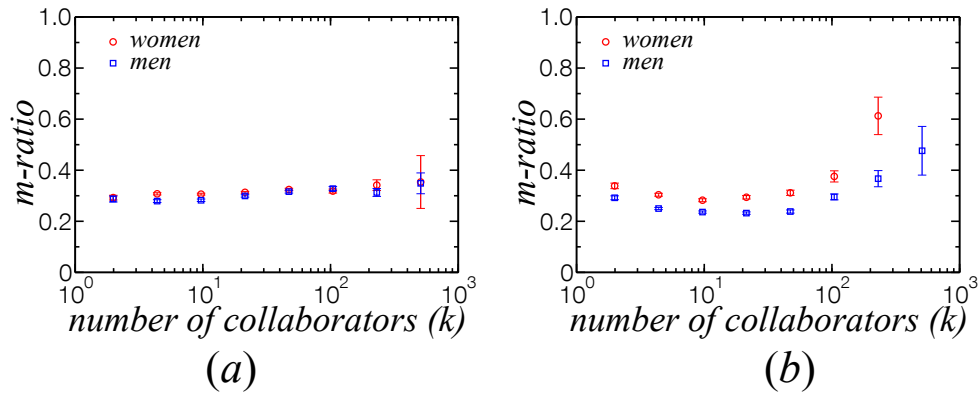 1.0
0.8
0.6
0.4
0.2
0
m-ratio
women
men
10^0
10^1
10^2
10^3
number of collaborators (k)
(a)
1.0
0.8
0.6
0.4
0.2
0
m-ratio
women
men
10^0
10^1
10^2
10^3
number of collaborators (k)
(b)